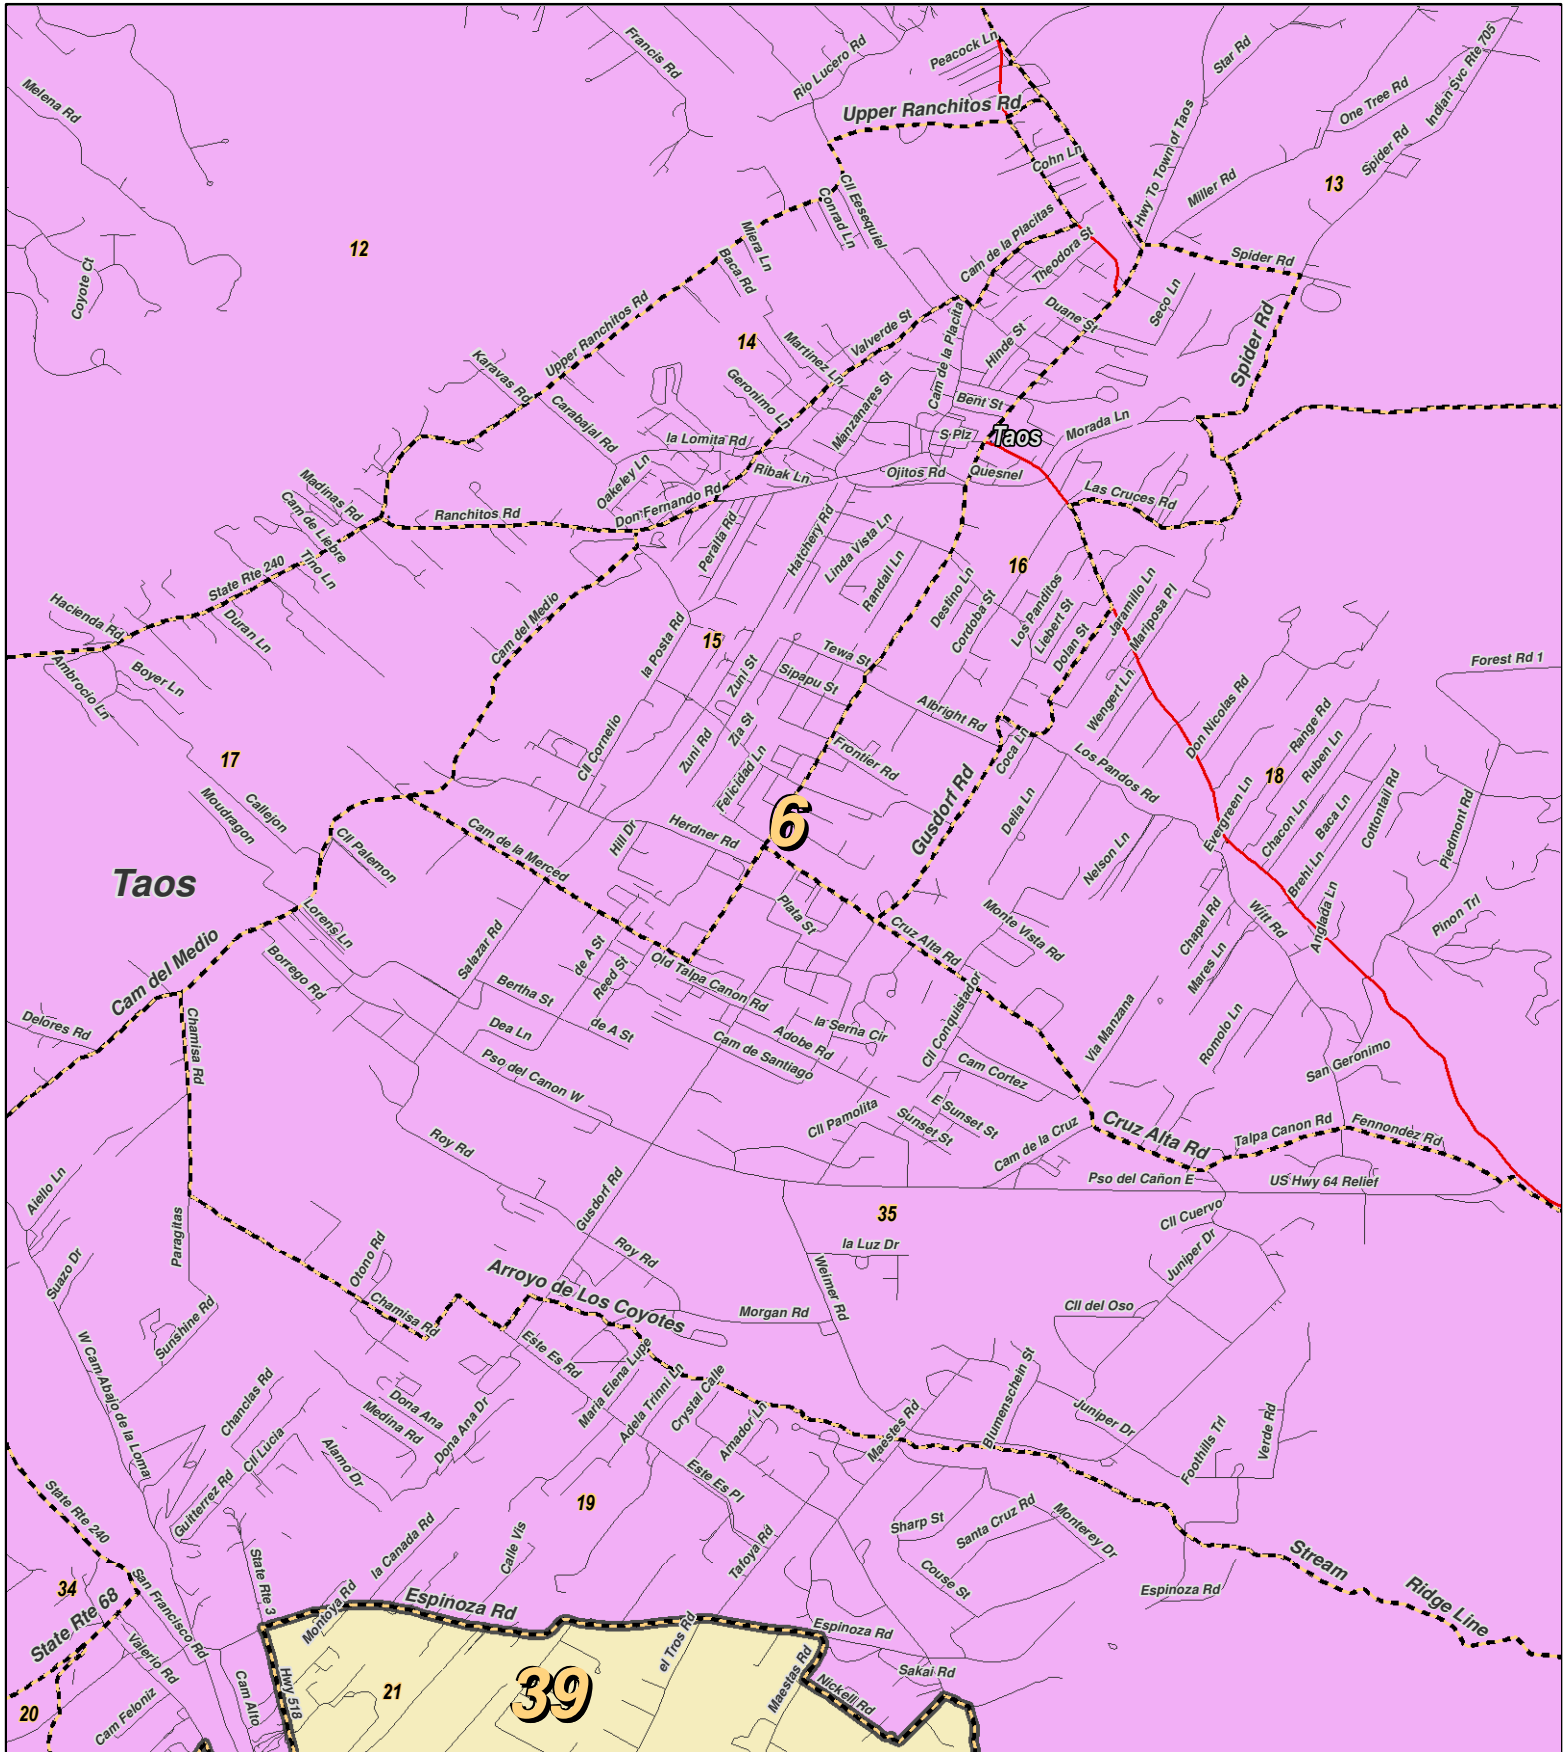 Peacock Ln
Francis Rd
Rio Lucero Rd
Star Rd
Indian Svc Rte 705
Melena Rd
One Tree Rd
Upper Ranchitos Rd
Hwy To Town of Taos
Spider Rd
Cohn Ln
Miller Rd
13
Cll Eesequiel
Conrad Ln
Cam de la Placitas
Miera Ln
12
Theodora St
Spider Rd
Baca Rd
Coyote Ct
Seco Ln
Upper Ranchitos Rd
Duane St
Valverde St
Cam de la Placita
Hinde St
Spider Rd
14
Martinez Ln
Karavas Rd
Geronimo Ln
Manzanares St
Bent St
Carabajal Rd
la Lomita Rd
S Plz
Taos
Morada Ln
Oakeley Ln
Ribak Ln
Ojitos Rd
Quesnel
Madinas Rd
Las Cruces Rd
Cam de Liebre
Ranchitos Rd
Don Fernando Rd
Peralta Rd
Hatchery Rd
Linda Vista Ln
Tino Ln
State Rte 240
Randall Ln
16
Destino Ln
Cordoba St
Los Panditos
Liebert St
Jaramillo Ln
Mariposa Pl
Hacienda Rd
Duran Ln
Cam del Medio
Dolan St
la Posta Rd
15
Tewa St
Forest Rd 1
Ambrocio Ln
Boyer Ln
Zuni St
Sipapu St
Wengert Ln
Don Nicolas Rd
Albright Rd
Range Rd
Zia St
Cll Cornelio
Zuni Rd
Frontier Rd
Coca Ln
Los Pandos Rd
Ruben Ln
17
18
Felicidad Ln
Cottontail Rd
Moudragon
Callejon
6
Gusdorf Rd
Delia Ln
Evergreen Ln
Chacon Ln
Baca Ln
Piedmont Rd
Cll Palemon
Cam de la Merced
Hill Dr
Herdner Rd
Nelson Ln
Brehl Ln
Taos
Plata St
Lorens Ln
Cruz Alta Rd
Monte Vista Rd
Chapel Rd
Witt Rd
Anglada Ln
Pinon Trl
Cam del Medio
Borrego Rd
Salazar Rd
de A St
Reed St
Old Talpa Canon Rd
Mares Ln
Bertha St
Delores Rd
Chamisa Rd
Dea Ln
de A St
la Serna Cir
Cll Conquistador
Via Manzana
Romolo Ln
Adobe Rd
Cam de Santiago
Pso del Canon W
Cam Cortez
San Geronimo
Cll Pamolita
E Sunset St
Sunset St
Roy Rd
Cam de la Cruz
Cruz Alta Rd
Talpa Canon Rd
Fennondez Rd
Aiello Ln
Pso del Cañon E
US Hwy 64 Relief
Gusdorf Rd
35
Cll Cuervo
Paragitas
Otono Rd
Roy Rd
la Luz Dr
Juniper Dr
Suazo Dr
Weimer Rd
Arroyo de Los Coyotes
Chamisa Rd
Morgan Rd
Cll del Oso
Sunshine Rd
W Cam Abajo de la Loma
Este Es Rd
Maria Elena Lupe
Adela Trinni Ln
Crystal Calle
Blumenschein St
Chanclas Rd
Dona Ana
Medina Rd
Dona Ana Dr
Amador Ln
Maestes Rd
Juniper Dr
Verde Rd
Foothills Trl
Cll Lucia
Alamo Dr
Guitterrez Rd
State Rte 240
Este Es Pl
19
Sharp St
Santa Cruz Rd
Monterey Dr
la Canada Rd
Calle Vis
Tafoya Rd
State Rte 3
Stream
34
San Francisco Rd
Couse St
Espinoza Rd
Ridge Line
State Rte 68
Montoya Rd
Espinoza Rd
Espinoza Rd
el Tros Rd
Valerio Rd
Hwy 518
Maestas Rd
Sakai Rd
Nickell Rd
21
39
Cam Alto
20
Cam Feloniz